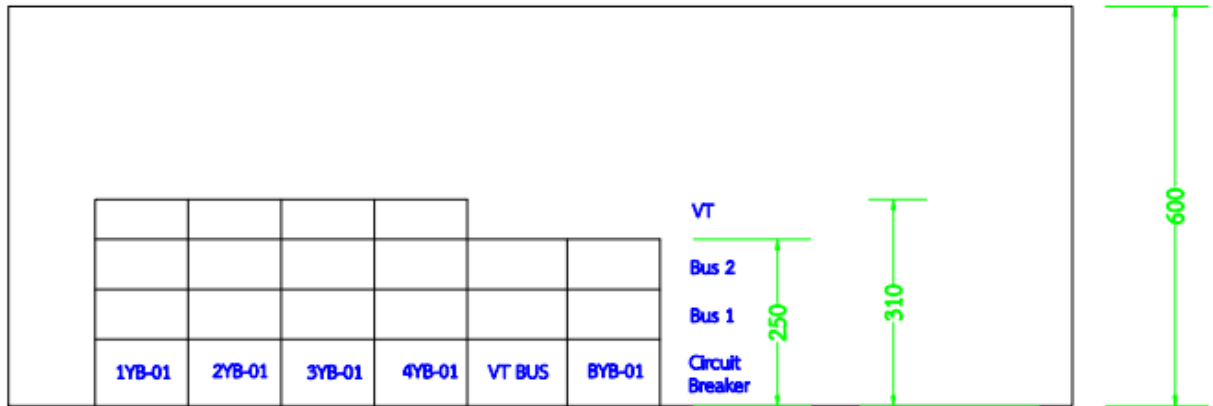 VT
Bus 2
Bus 1
Circuit
Breaker
1YB-01
2YB-01
3YB-01
4YB-01
VT BUS
BYB-01
250
310
600